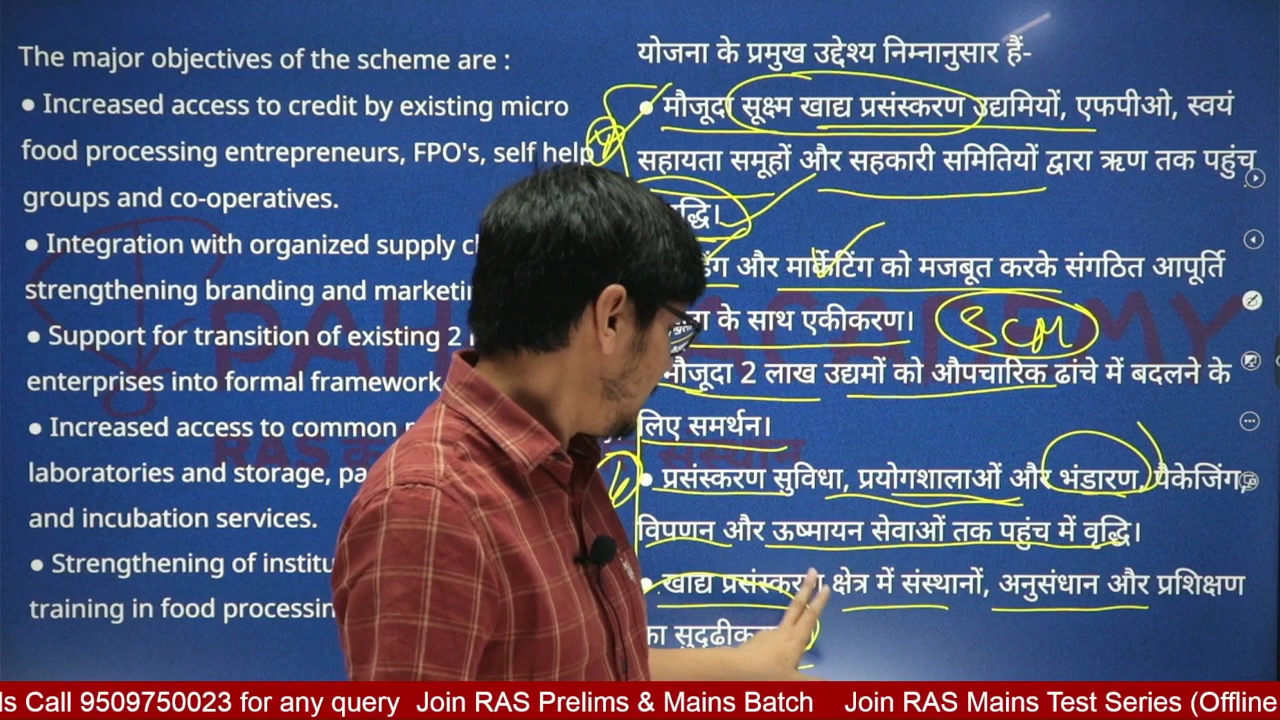 The major objectives of the scheme are :
● Increased access to credit by existing micro
food processing entrepreneurs, FPO's, self help
groups and co-operatives.
● Integration with organized supply
strengthening branding and
● Support for transition of existing 2
enterprises into formal framework
● Increased access to common
laboratories and storage,
and incubation services.
● Strengthening of
training in food
योजना के प्रमुख उद्देश्य निम्नानुसार हैं-
● मौजूदा सूक्ष्म खाद्य प्रसंस्करण उद्यमियों, एफपीओ, स्वयं
सहायता समूहों और सहकारी समितियों द्वारा ऋण तक पहुंच
और मार्केटिंग को मजबूत करके संगठित आपूर्ति
के साथ एकीकरण। SCM
मौजूदा 2 लाख उद्यमों को औपचारिक ढांचे में बदलने के
लिए समर्थन।
● प्रसंस्करण सुविधा, प्रयोगशालाओं और भंडारण, पैकेजिंग,
विपणन और ऊष्मायन सेवाओं तक पहुंच में वृद्धि।
● खाद्य प्रसंस्करण क्षेत्र में संस्थानों, अनुसंधान और प्रशिक्षण
का
Call 9509750023 for any query Join RAS Prelims & Mains Batch Join RAS Mains Test Series (Offline